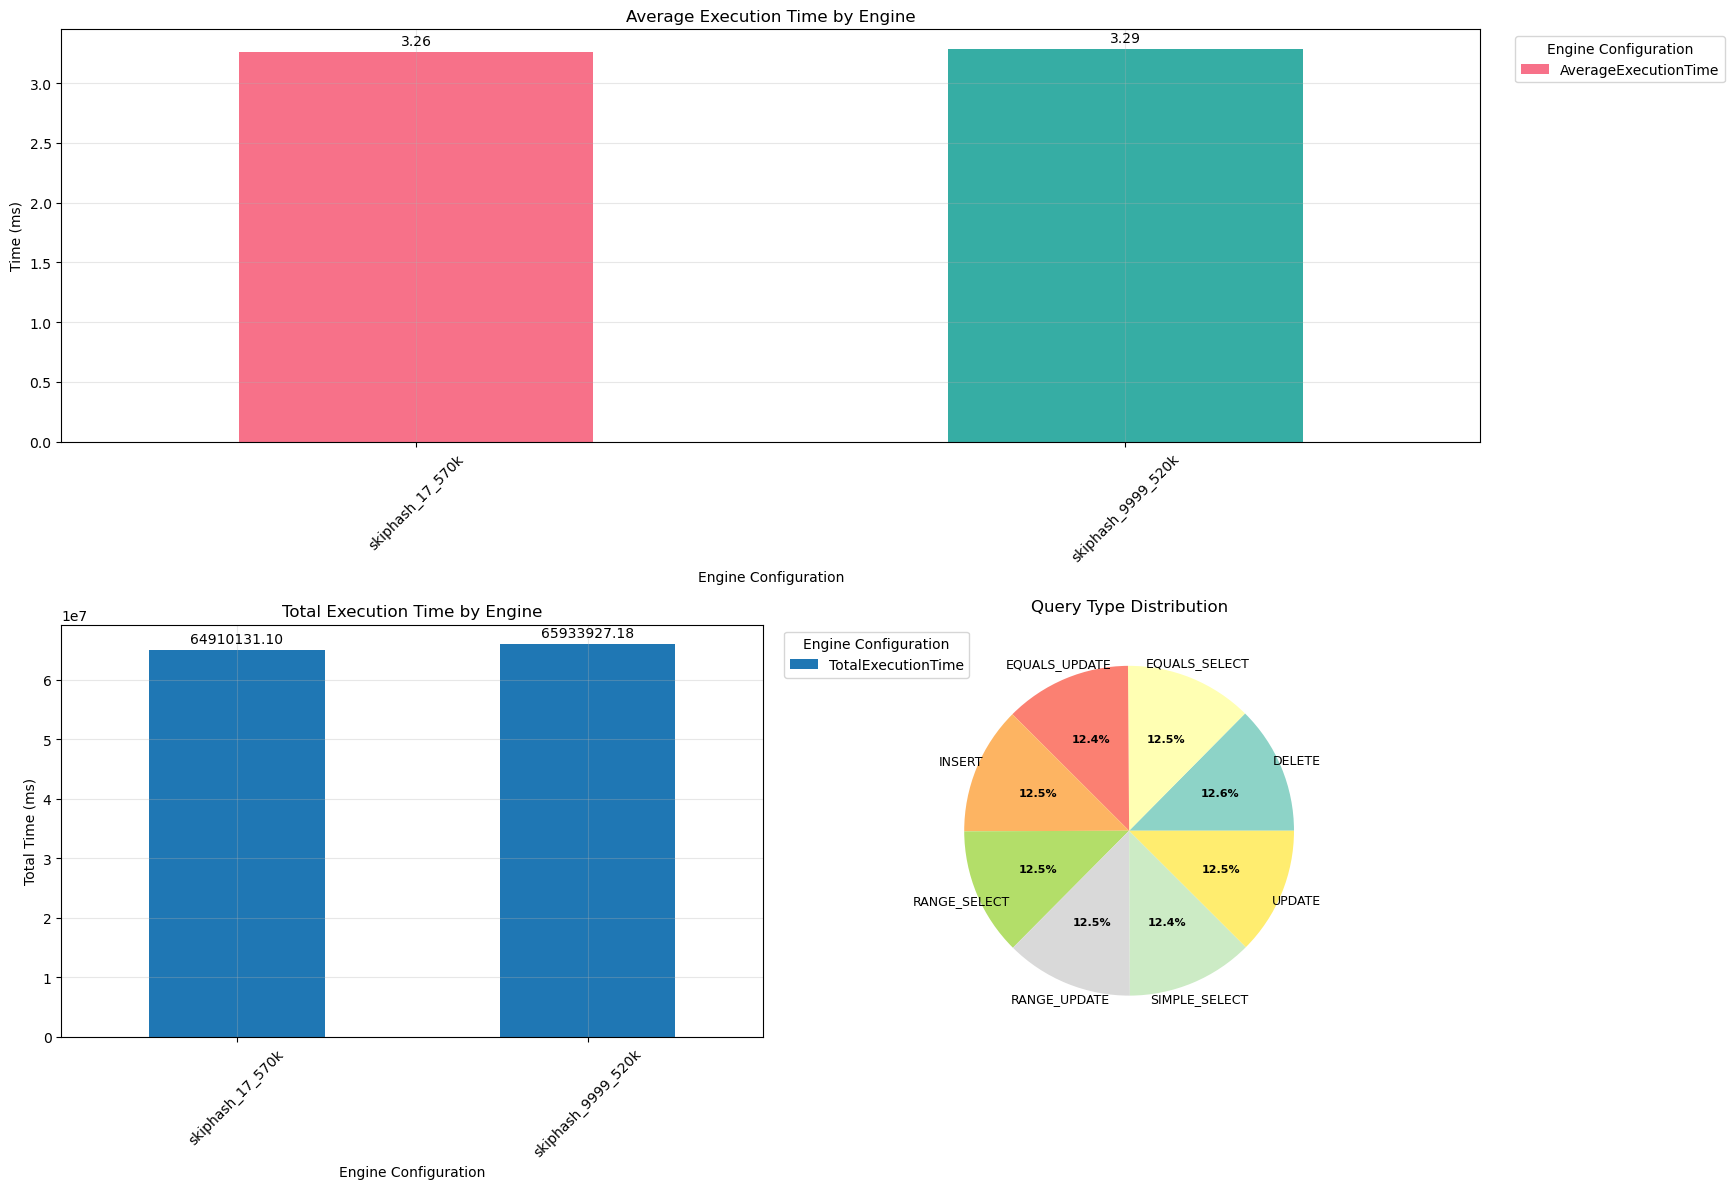 Average Execution Time by Engine
3.26
3.29
Engine Configuration
AverageExecutionTime
3.0
2.5
2.0
1.5
1.0
0.5
0.0
Time (ms)
skiphash_17_570k
skiphash_9999_520k
Engine Configuration
Total Execution Time by Engine
1e7
64910131.10
65933927.18
Engine Configuration
TotalExecutionTime
6
5
4
3
2
1
0
Total Time (ms)
skiphash_17_570k
skiphash_9999_520k
Engine Configuration
Query Type Distribution
EQUALS_UPDATE
EQUALS_SELECT
12.4%
12.5%
INSERT
DELETE
12.5%
12.6%
12.5%
12.5%
RANGE_SELECT
UPDATE
12.5%
12.4%
RANGE_UPDATE
SIMPLE_SELECT